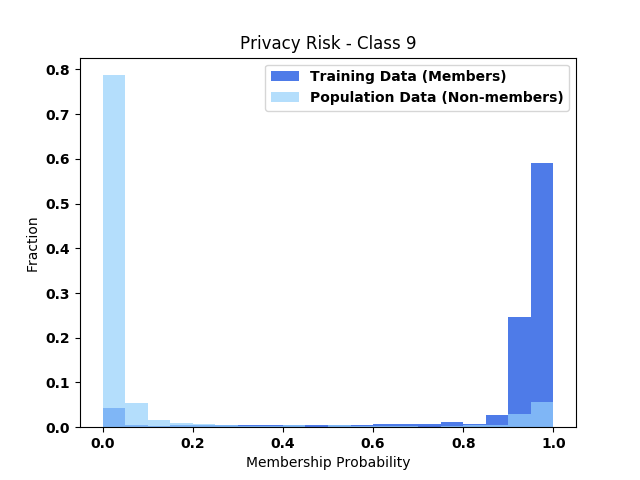 Privacy Risk - Class 9
Training Data (Members)
Population Data (Non-members)
0.8
0.7
0.6
0.5
0.4
0.3
0.2
0.1
0.0
Fraction
0.0 0.2 0.4 0.6 0.8 1.0
Membership Probability